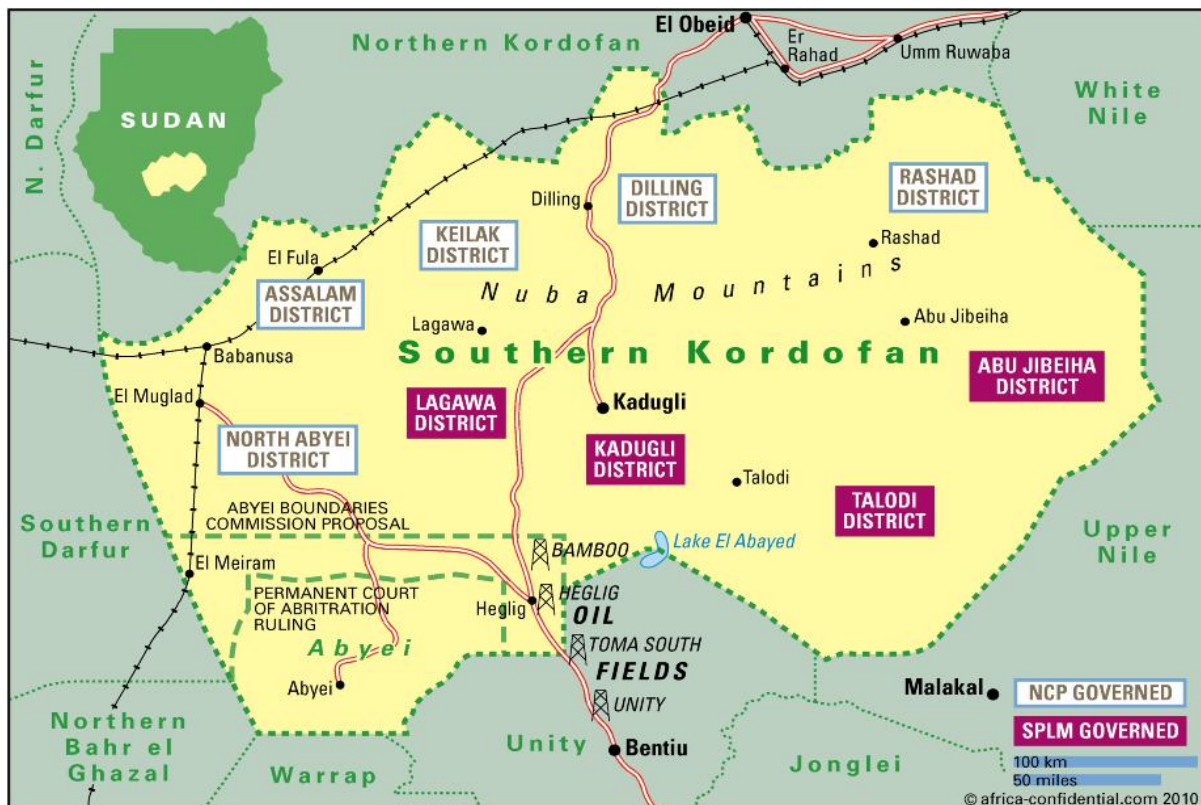 El Obeid
Northern Kordofan
Er
Rahad
Umm Ruwaba
White
Nile
N. Darfur
SUDAN
Dilling
DILLING
DISTRICT
RASHAD
DISTRICT
Rashad
KEILAK
DISTRICT
El Fula
Nuba Mountains
ASSALAM
DISTRICT
Lagawa
Abu Jibeiha
Babanusa
Southern Kordofan
ABU JIBEIHA
DISTRICT
El Muglad
LAGAWA
DISTRICT
Kadugli
NORTH ABYEI
DISTRICT
KADUGLI
DISTRICT
Talodi
TALODI
DISTRICT
ABYEI BOUNDARIES
COMMISSION PROPOSAL
Southern
Darfur
Upper
Nile
Lake El Abayed
BAMBOO
El Meiram
PERMANENT COURT
OF ABRITRATION
RULING
Heglig
HEGLIG
OIL
TOMA SOUTH
FIELDS
Abyei
Abyei
UNITY
Malakal
NCP GOVERNED
SPLM GOVERNED
Northern
Bahr el
Ghazal
Warrap
Unity
Bentiu
Jonglei
100 km
50 miles
© africa-confidential.com 2010